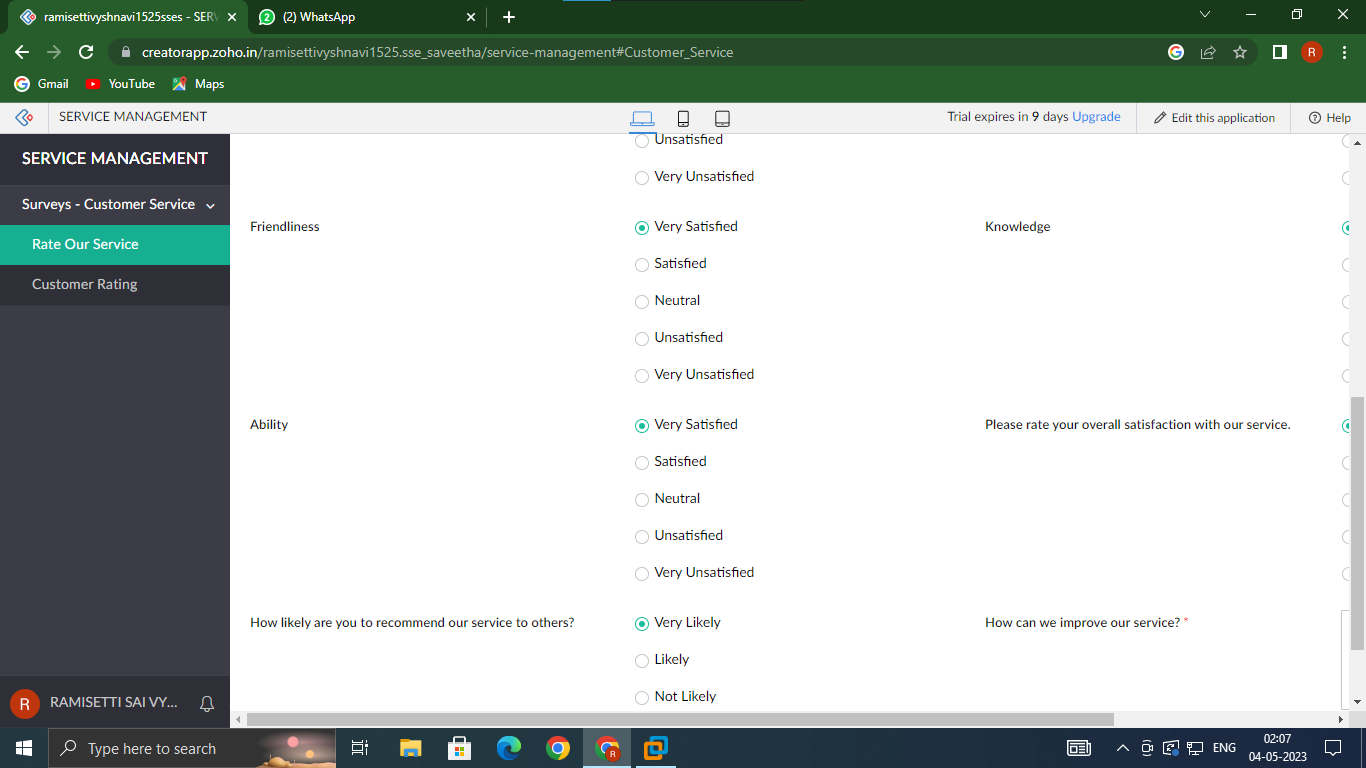 ramisettivyshnavi1525sses - SERV
(2) WhatsApp
creatorapp.zoho.in/ramisettivyshnavi1525.sse_saveetha/service-management#Customer_Service
R
Gmail
YouTube
Maps
SERVICE MANAGEMENT
Trial expires in 9 days Upgrade
Edit this application
Help
SERVICE MANAGEMENT
Surveys - Customer Service
Rate Our Service
Customer Rating
Unsatisfied
Very Unsatisfied
Friendliness
Very Satisfied
Satisfied
Neutral
Unsatisfied
Very Unsatisfied
Knowledge
Ability
Very Satisfied
Satisfied
Neutral
Unsatisfied
Very Unsatisfied
Please rate your overall satisfaction with our service.
How likely are you to recommend our service to others?
Very Likely
Likely
Not Likely
How can we improve our service? *
R
RAMISETTI SAI VY...
Type here to search
R
ENG
02:07
04-05-2023